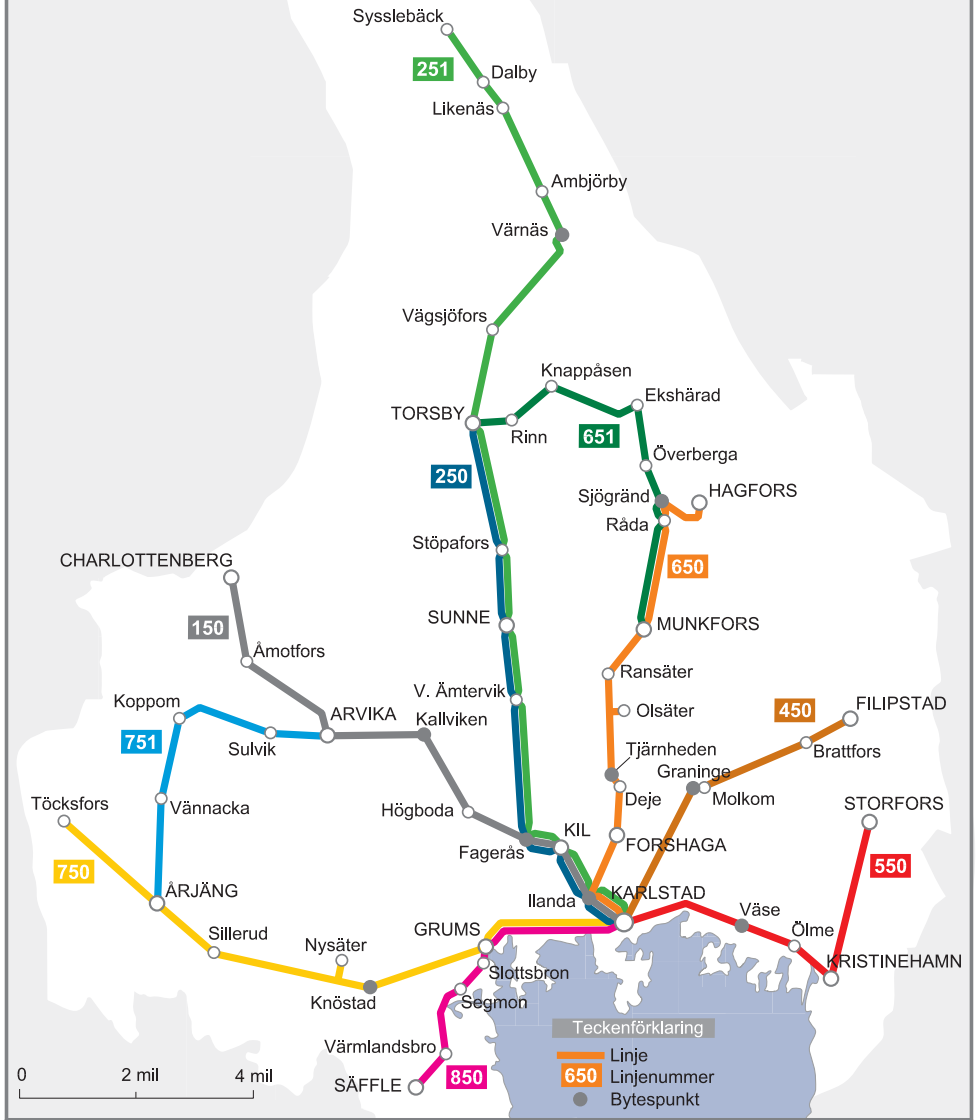 Sysslebäck
251
Dalby
Likenäs
Ambjörby
Värnäs
Vägsjöfors
Knappåsen
Ekshärad
TORSBY
Rinn
651
Överberga
250
Sjögränd
HAGFORS
Råda
Stöpafors
CHARLOTTENBERG
650
SUNNE
MUNKFORS
150
Åmotfors
Ransäter
Koppom
V. Ämtervik
ARVIKA
Kallviken
Olsäter
450
FILIPSTAD
751
Sulvik
Tjärnheden
Brattfors
Graninge
Töcksfors
Vännacka
Högboda
Deje
Molkom
STORFORS
KIL
FORSHAGA
Fagerås
750
550
ÅRJÄNG
Ilanda
KARLSTAD
Väse
Sillerud
Nysäter
GRUMS
Ölme
KRISTINEHAMN
Slottsbron
Knöstad
Segmon
Teckenförklaring
Värmlandsbro
Linje
0
2 mil
4 mil
SÄFFLE
850
650
Linjenummer
Bytespunkt